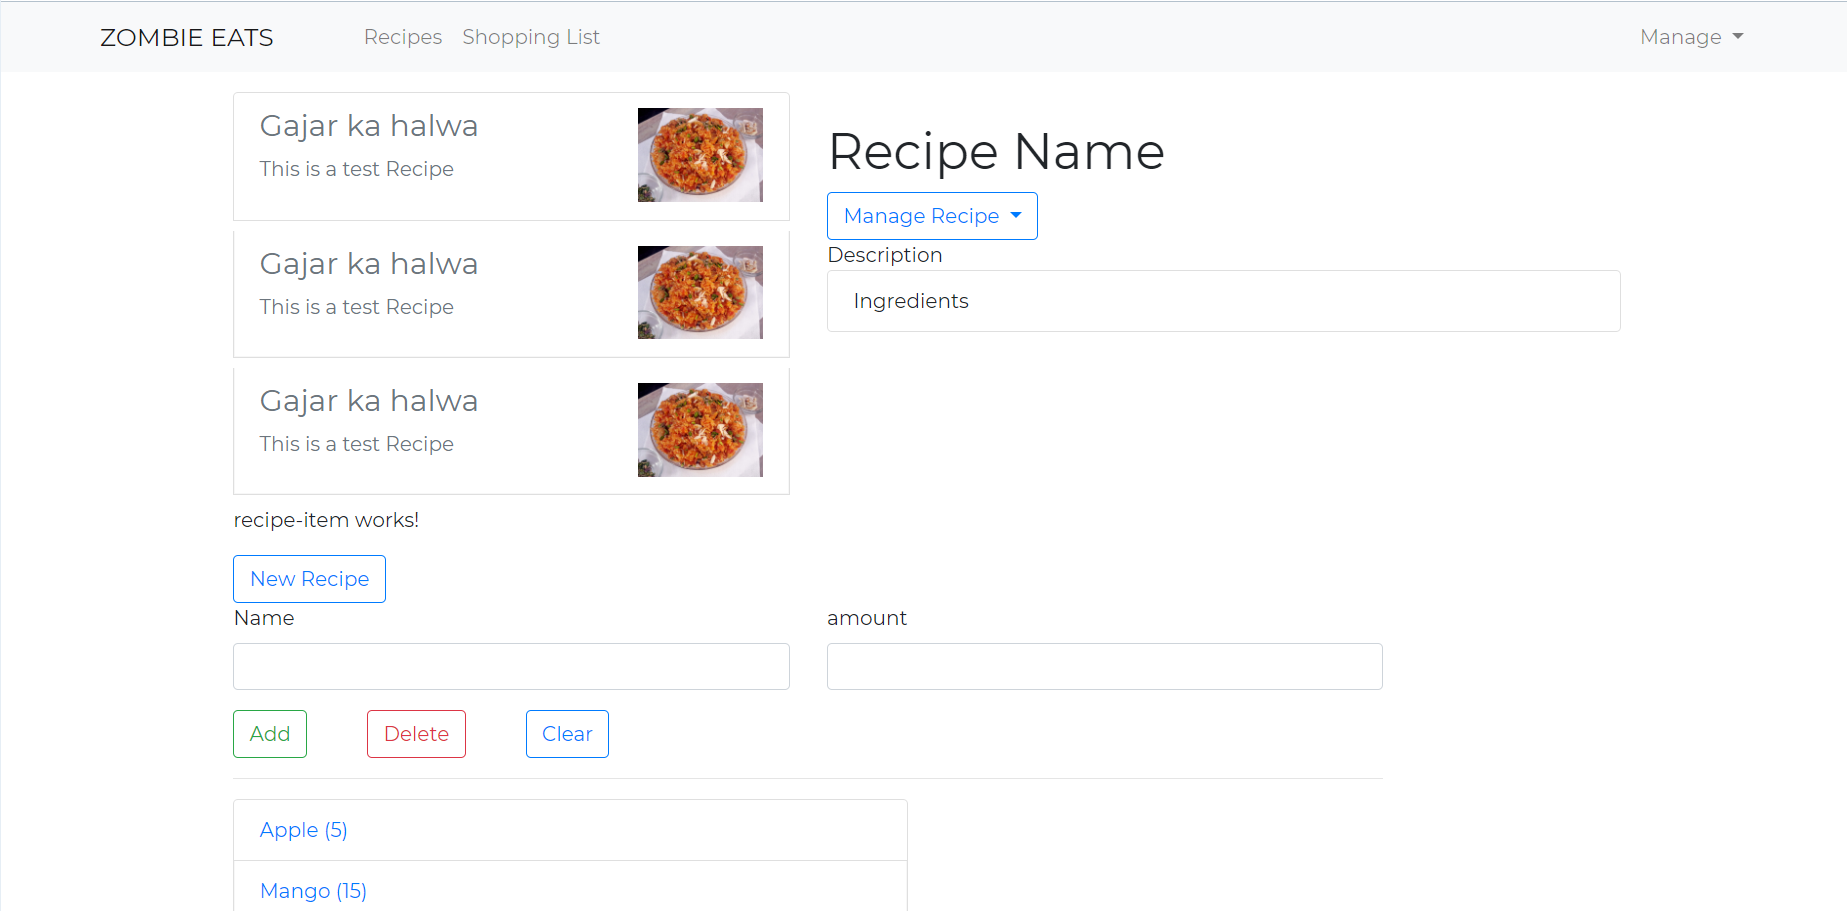 ZOMBIE EATS Recipes Shopping List Manage
Gajar ka halwa
This is a test Recipe
Gajar ka halwa
This is a test Recipe
Gajar ka halwa
This is a test Recipe
recipe-item works!
New Recipe
Recipe Name
Manage Recipe
Description
Ingredients
Name amount
Add Delete Clear
Apple (5)
Mango (15)